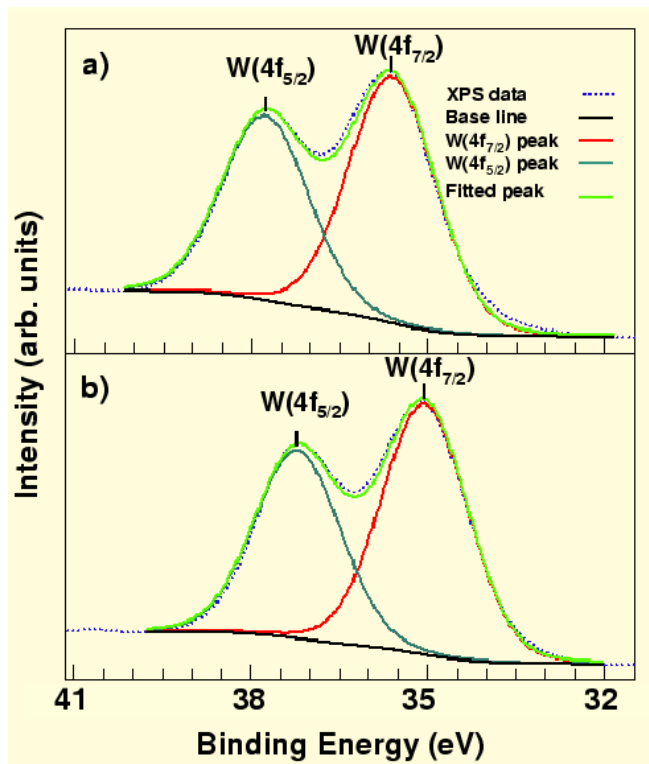 a)
W(4f5/2)
W(4f7/2)
XPS data
Base line
W(4f7/2) peak
W(4f5/2) peak
Fitted peak
b)
W(4f5/2)
W(4f7/2)
Intensity (arb. units)
41 38 35 32
Binding Energy (eV)